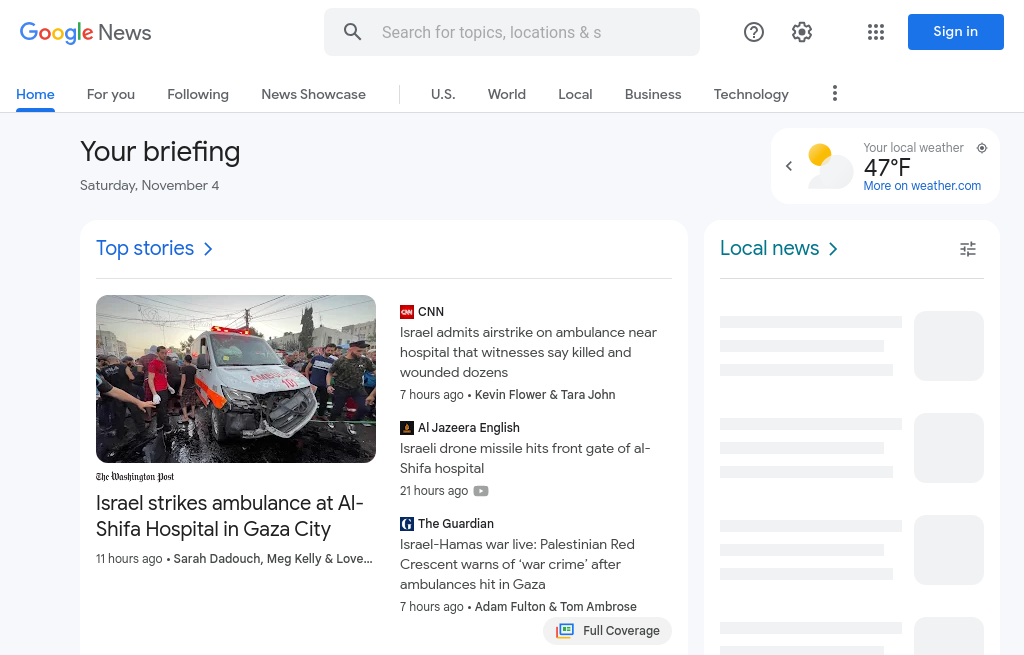 Google News
Search for topics, locations & s
Sign in
Home
For you
Following
News Showcase
U.S.
World
Local
Business
Technology
Your briefing
Saturday, November 4
Your local weather
47°F
More on weather.com
Top stories
Local news
AMBULANCE
101
The Washington Post
Israel strikes ambulance at Al-
Shifa Hospital in Gaza City
11 hours ago • Sarah Dadouch, Meg Kelly & Love…
CNN
CNN
Israel admits airstrike on ambulance near
hospital that witnesses say killed and
wounded dozens
7 hours ago • Kevin Flower & Tara John
Al Jazeera English
Israeli drone missile hits front gate of al-
Shifa hospital
21 hours ago
G
The Guardian
Israel-Hamas war live: Palestinian Red
Crescent warns of ‘war crime’ after
ambulances hit in Gaza
7 hours ago • Adam Fulton & Tom Ambrose
Full Coverage